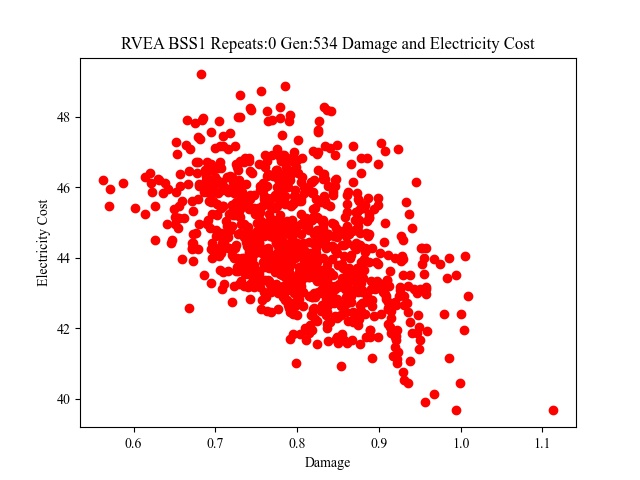 RVEA BSS1 Repeats:0 Gen:534 Damage and Electricity Cost
48
46
44
42
40
Electricity Cost
0.6 0.7 0.8 0.9 1.0 1.1
Damage